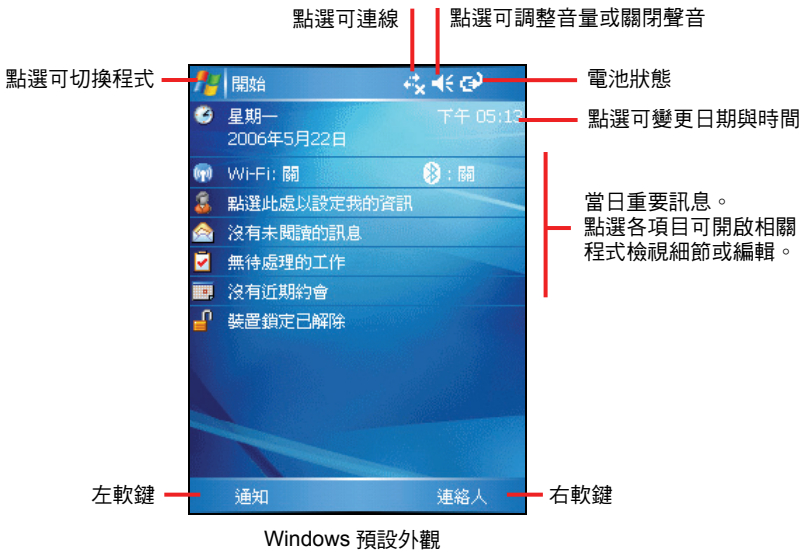 點選可連線
點選可調整音量或關閉聲音
點選可切換程式
開始
電池狀態
星期一
下午 05:13
點選可變更日期與時間
2006年5月22日
Wi-Fi: 關
: 關
點選此處以設定我的資訊
當日重要訊息。
點選各項目可開啟相關
程式檢視細節或編輯。
沒有未閱讀的訊息
無待處理的工作
沒有近期約會
裝置鎖定已解除
左軟鍵
通知
連絡人
右軟鍵
Windows 預設外觀